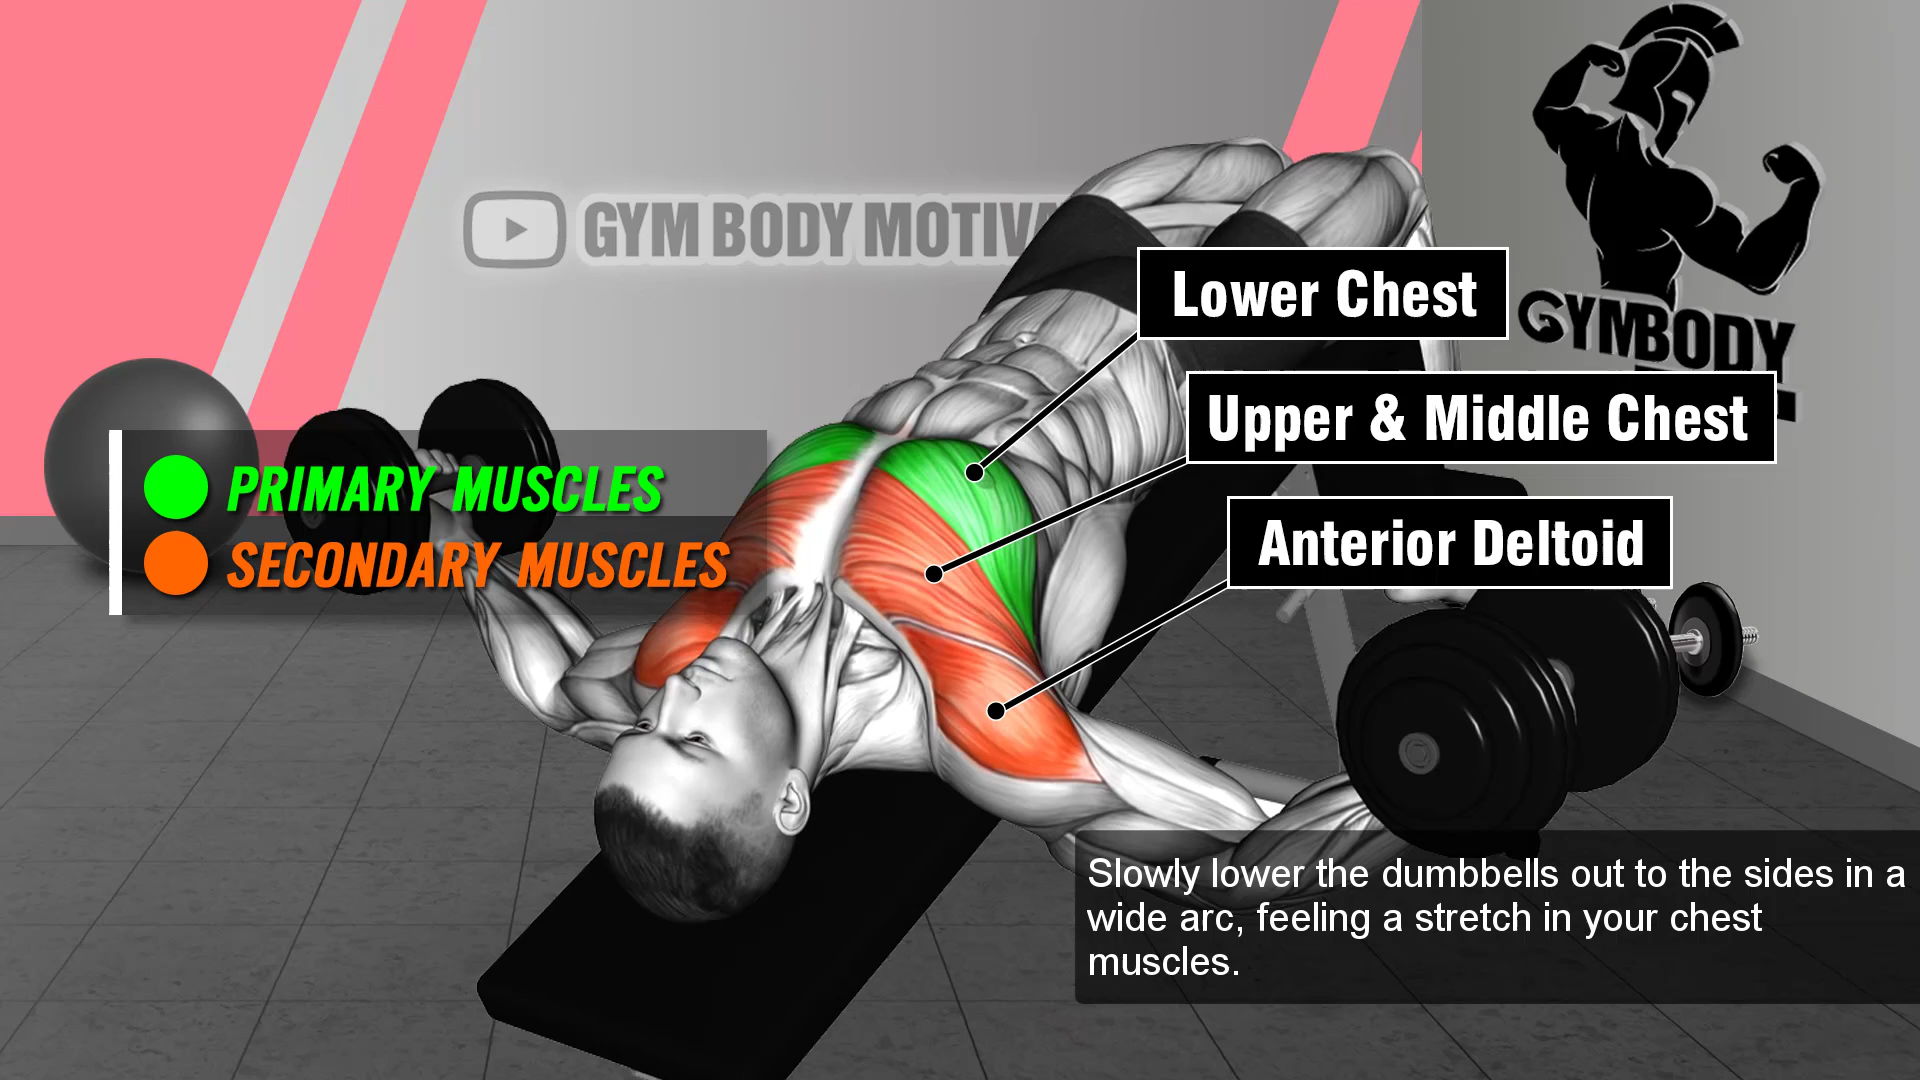 GYM BODY MOTIVA
GYMBODY
Lower Chest
Upper & Middle Chest
Anterior Deltoid
PRIMARY MUSCLES
SECONDARY MUSCLES
Slowly lower the dumbbells out to the sides in a
wide arc, feeling a stretch in your chest
muscles.